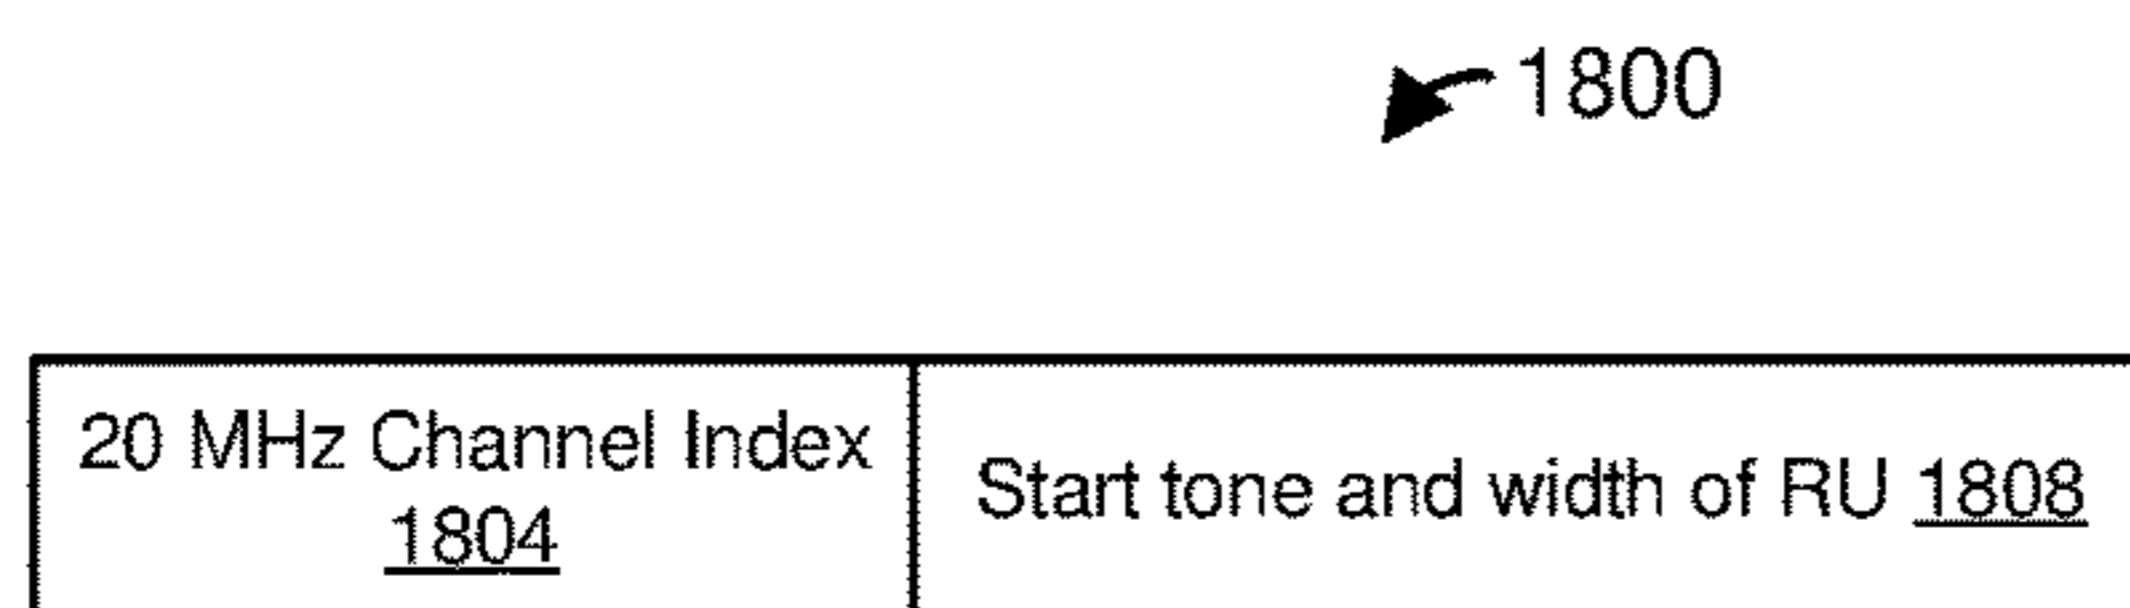 1800
20 MHz Channel Index
1804
Start tone and width of RU 1808